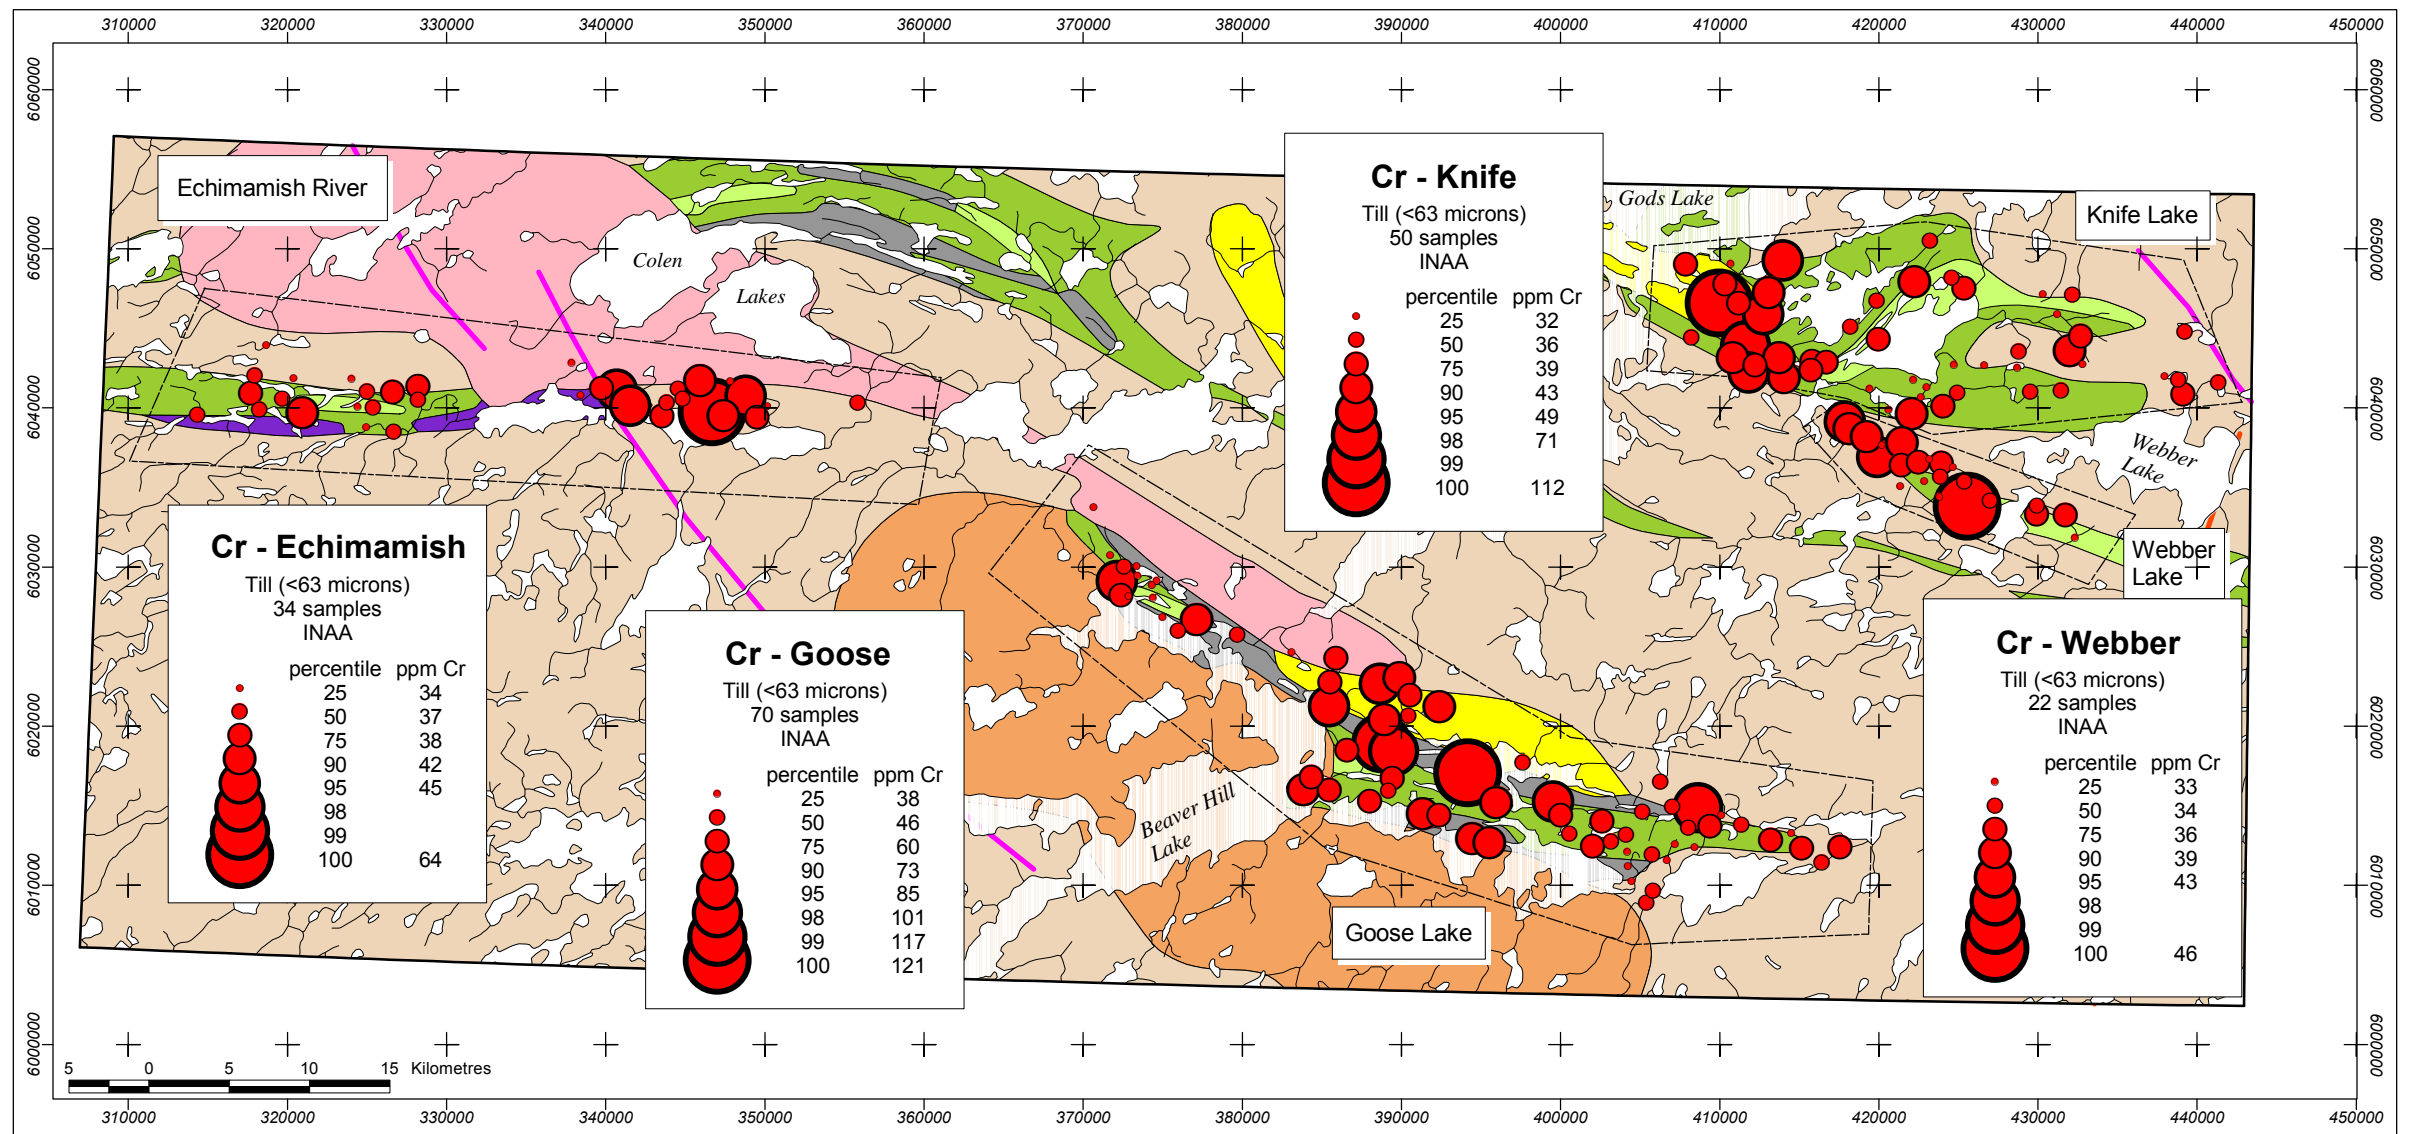 310000 320000 330000 340000 350000 360000 370000 380000 390000 400000 410000 420000 430000 440000 450000
6060000
6060000
Echimamish River
Gods Lake
Knife Lake
6050000
6050000
Colen
Lakes
Cr - Knife
Till (<63 microns)
50 samples
INAA
percentile ppm Cr
25 32
50 36
75 39
90 43
95 49
98 71
99
100 112
6040000
6040000
Webber
Lake
Webber
Lake
6030000
6030000
Cr - Echimamish
Till (<63 microns)
34 samples
INAA
percentile ppm Cr
25 34
50 37
75 38
90 42
95 45
98
99
100 64
Cr - Goose
Till (<63 microns)
70 samples
INAA
percentile ppm Cr
25 38
50 46
75 60
90 73
95 85
98 101
99 117
100 121
Cr - Webber
Till (<63 microns)
22 samples
INAA
percentile ppm Cr
25 33
50 34
75 36
90 39
95 43
98
99
100 46
6020000
6020000
Beaver Hill
Lake
6010000
6010000
Goose Lake
6000000
6000000
5 0 5 10 15 Kilometres
310000 320000 330000 340000 350000 360000 370000 380000 390000 400000 410000 420000 430000 440000 450000